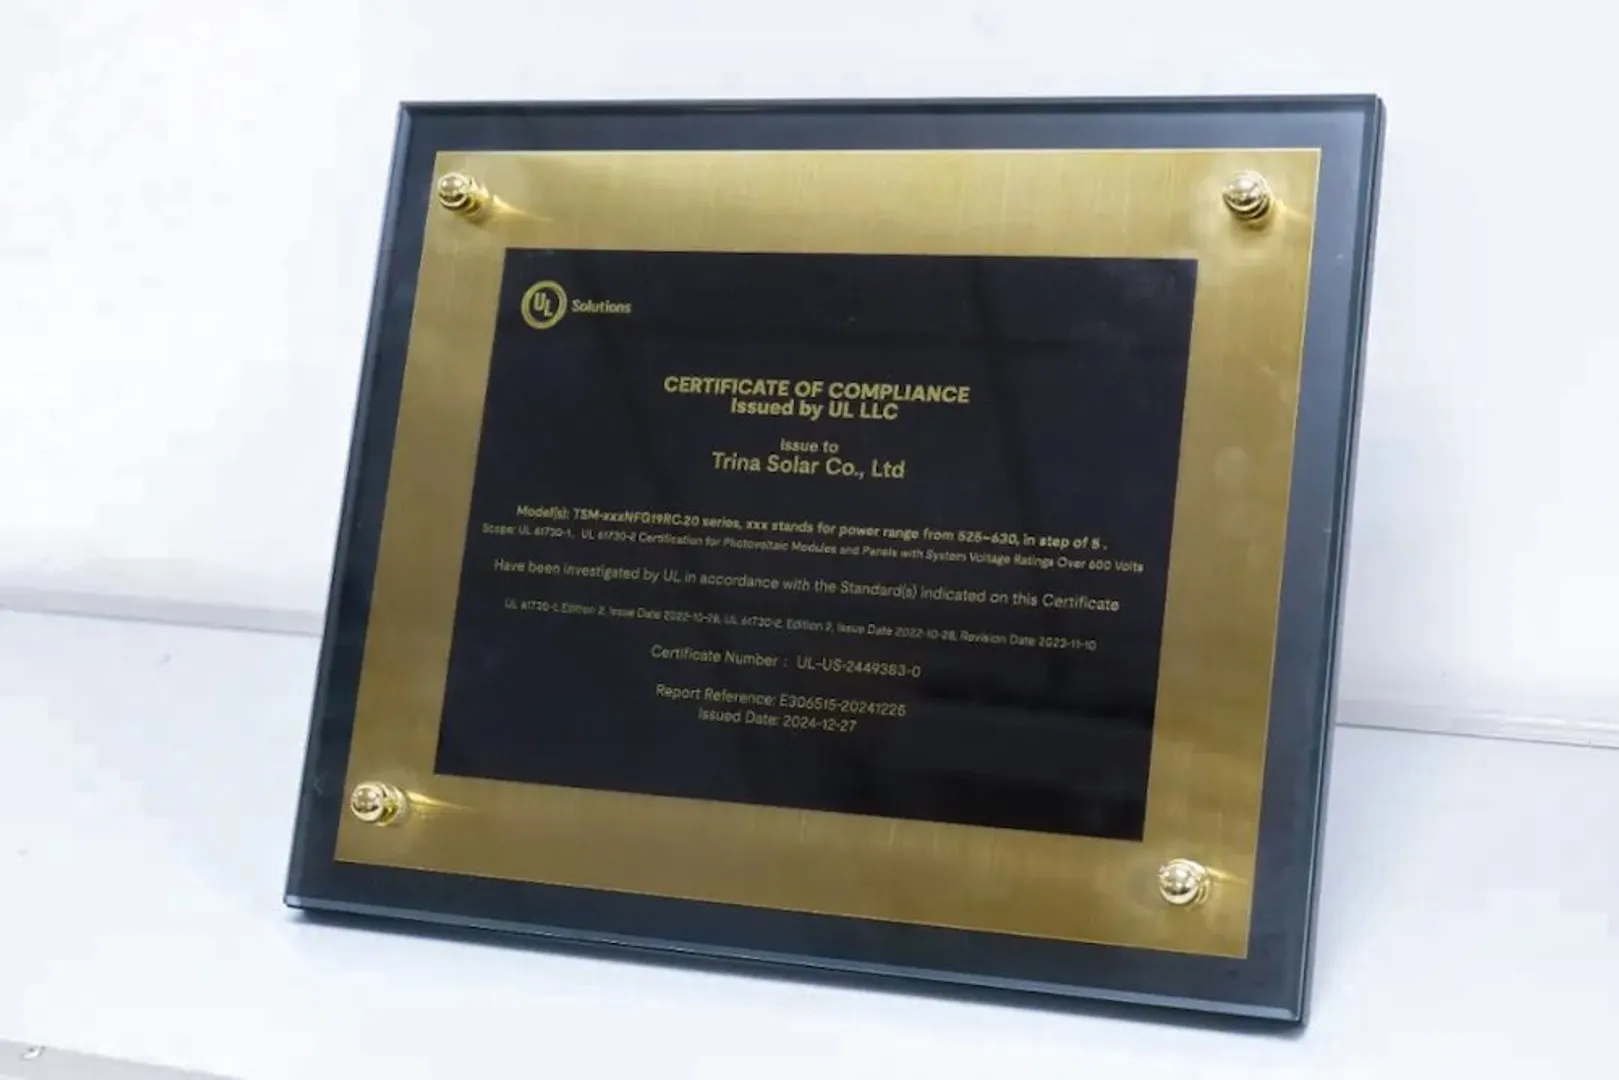 UL Solutions
CERTIFICATE OF COMPLIANCE
Issued by UL LLC
Issue to
Trina Solar Co., Ltd
Model(s): TSM-xxxNFG19RC.20 series, xxx stands for power range from 525~630, in step of 5 .
Scope: UL 61730-1, UL 61730-2 Certification for Photovoltaic Modules and Panels with System Voltage Ratings Over 600 Volts
Have been investigated by UL in accordance with the Standard(s) indicated on this Certificate
UL 61730-1, Edition 2, Issue Date 2022-10-28, UL 61730-2, Edition 2, Issue Date 2022-10-28, Revision Date 2023-11-10
Certificate Number : UL-US-2449383-0
Report Reference: E306515-20241225
Issued Date: 2024-12-27